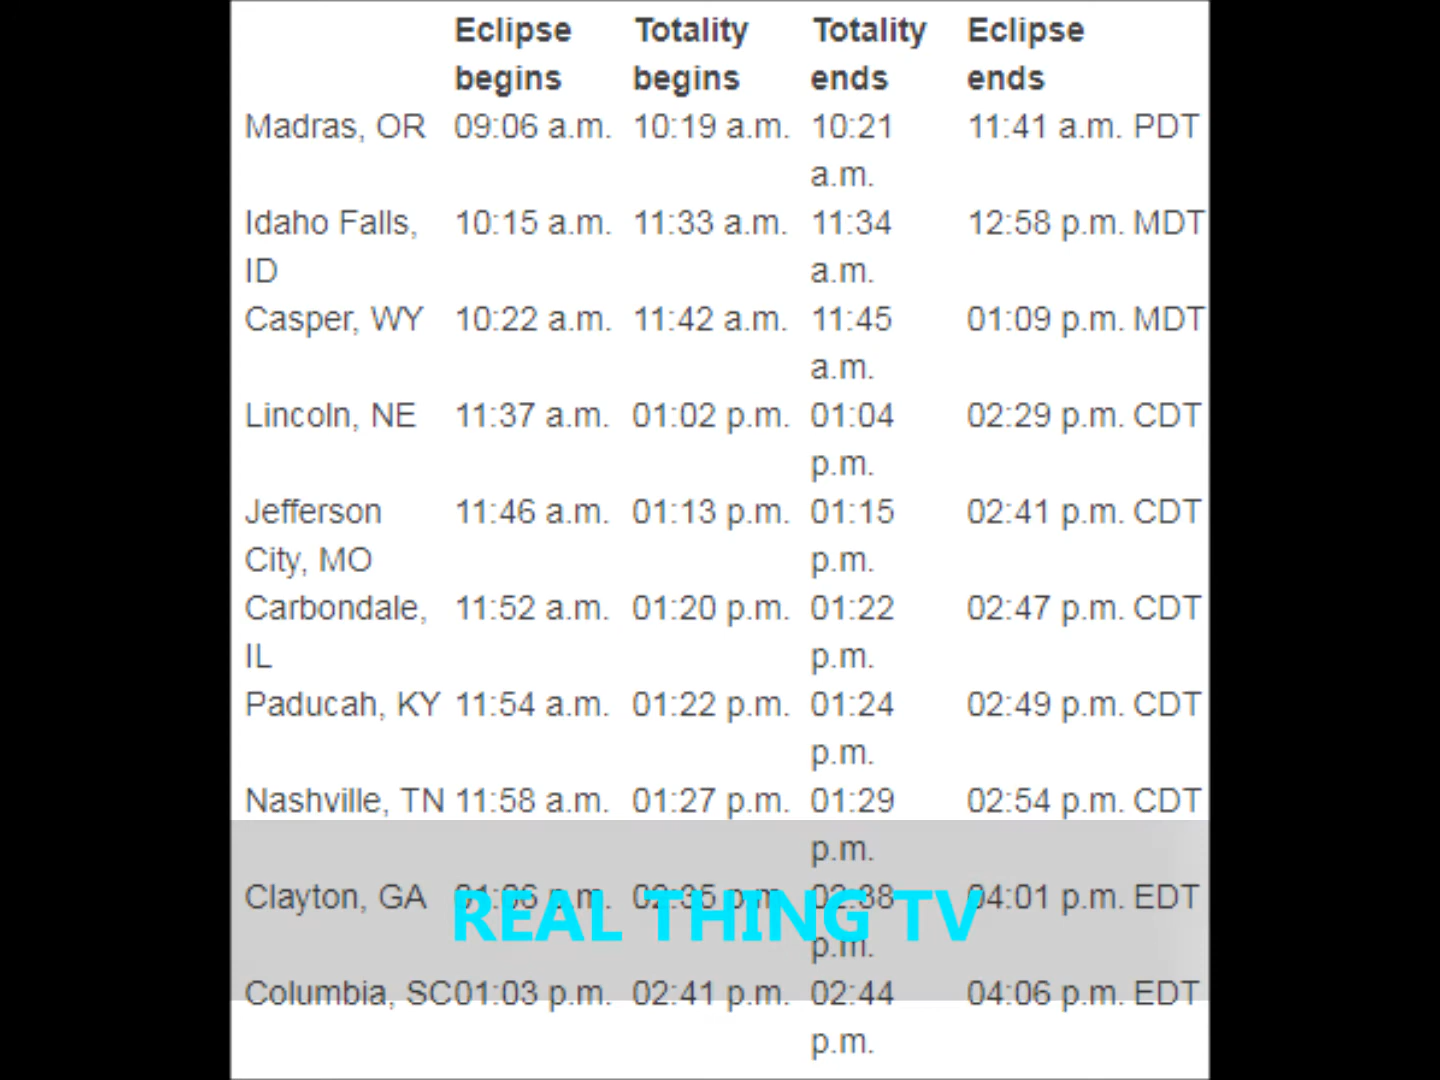 Eclipse Totality Totality Eclipse
begins begins ends ends
Madras, OR 09:06 a.m. 10:19 a.m. 10:21 11:41 a.m. PDT
a.m.
Idaho Falls, 10:15 a.m. 11:33 a.m. 11:34 12:58 p.m. MDT
ID a.m.
Casper, WY 10:22 a.m. 11:42 a.m. 11:45 01:09 p.m. MDT
a.m.
Lincoln, NE 11:37 a.m. 01:02 p.m. 01:04 02:29 p.m. CDT
p.m.
Jefferson 11:46 a.m. 01:13 p.m. 01:15 02:41 p.m. CDT
City, MO p.m.
Carbondale, 11:52 a.m. 01:20 p.m. 01:22 02:47 p.m. CDT
IL p.m.
Paducah, KY 11:54 a.m. 01:22 p.m. 01:24 02:49 p.m. CDT
p.m.
Nashville, TN 11:58 a.m. 01:27 p.m. 01:29 02:54 p.m. CDT
p.m.
Clayton, GA p.m. 02:35 p.m. 02:38 04:01 p.m. EDT
REAL THING TV
p.m.
Columbia, SC 01:03 p.m. 02:41 p.m. 02:44 04:06 p.m. EDT
p.m.